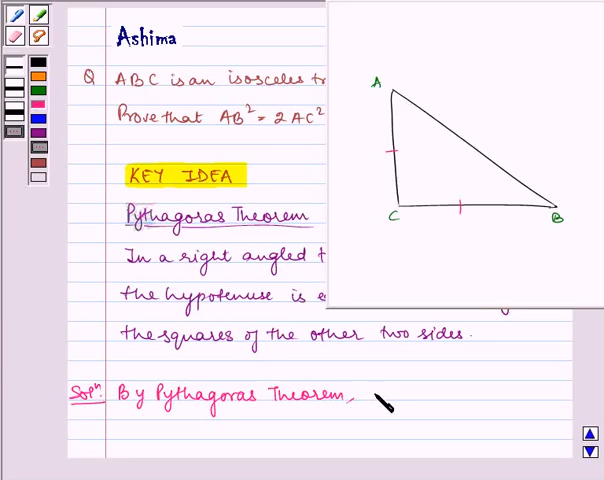 Ashima
Q ABC is an isosceles
Prove that AB² = 2AC²
KEY IDEA
Pythagoras Theorem
In a right angled
the hypotenuse is
the squares of the other two sides.
Solⁿ. By Pythagoras Theorem,
A
C
B